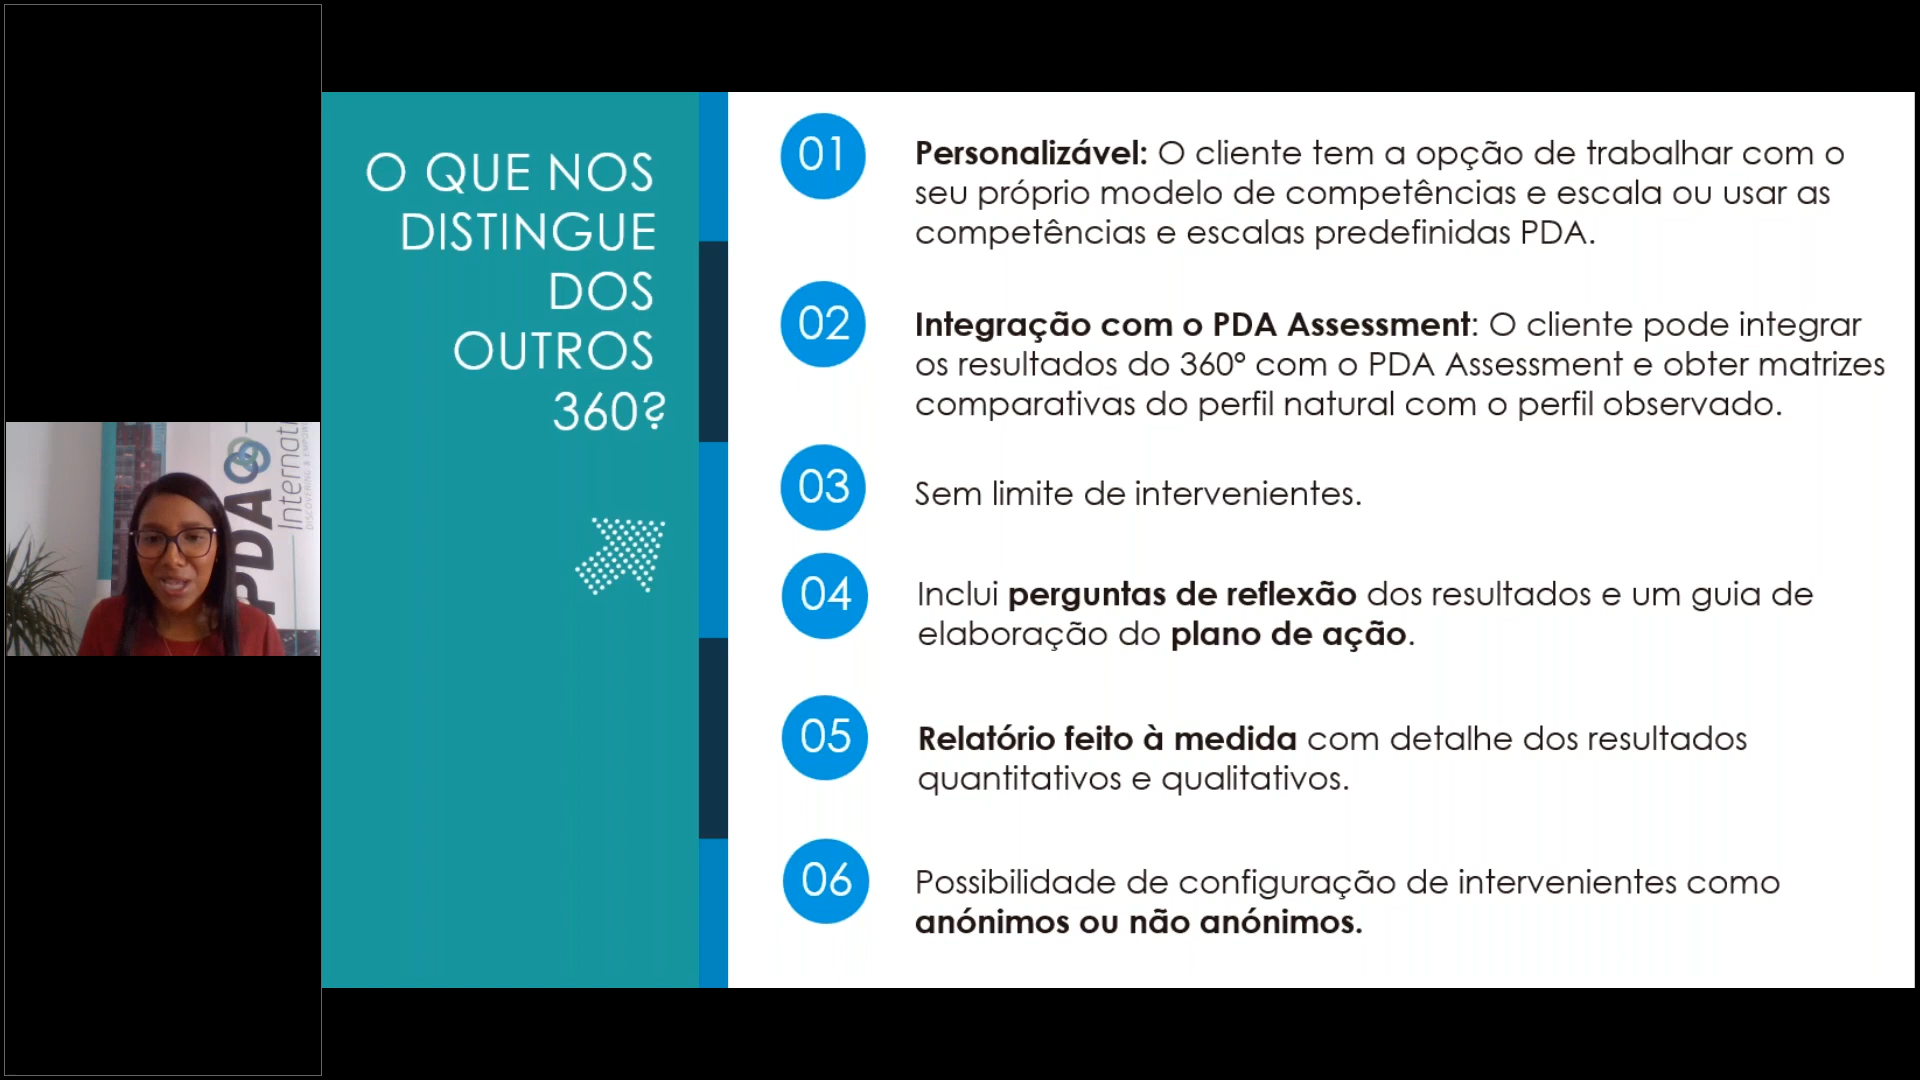 O QUE NOS
DISTINGUE
DOS
OUTROS
360?
01
Personalizável: O cliente tem a opção de trabalhar com o
seu próprio modelo de competências e escala ou usar as
competências e escalas predefinidas PDA.
02
Integração com o PDA Assessment: O cliente pode integrar
os resultados do 360° com o PDA Assessment e obter matrizes
comparativas do perfil natural com o perfil observado.
03
Sem limite de intervenientes.
04
Inclui perguntas de reflexão dos resultados e um guia de
elaboração do plano de ação.
05
Relatório feito à medida com detalhe dos resultados
quantitativos e qualitativos.
06
Possibilidade de configuração de intervenientes como
anónimos ou não anónimos.
PDA
Internati